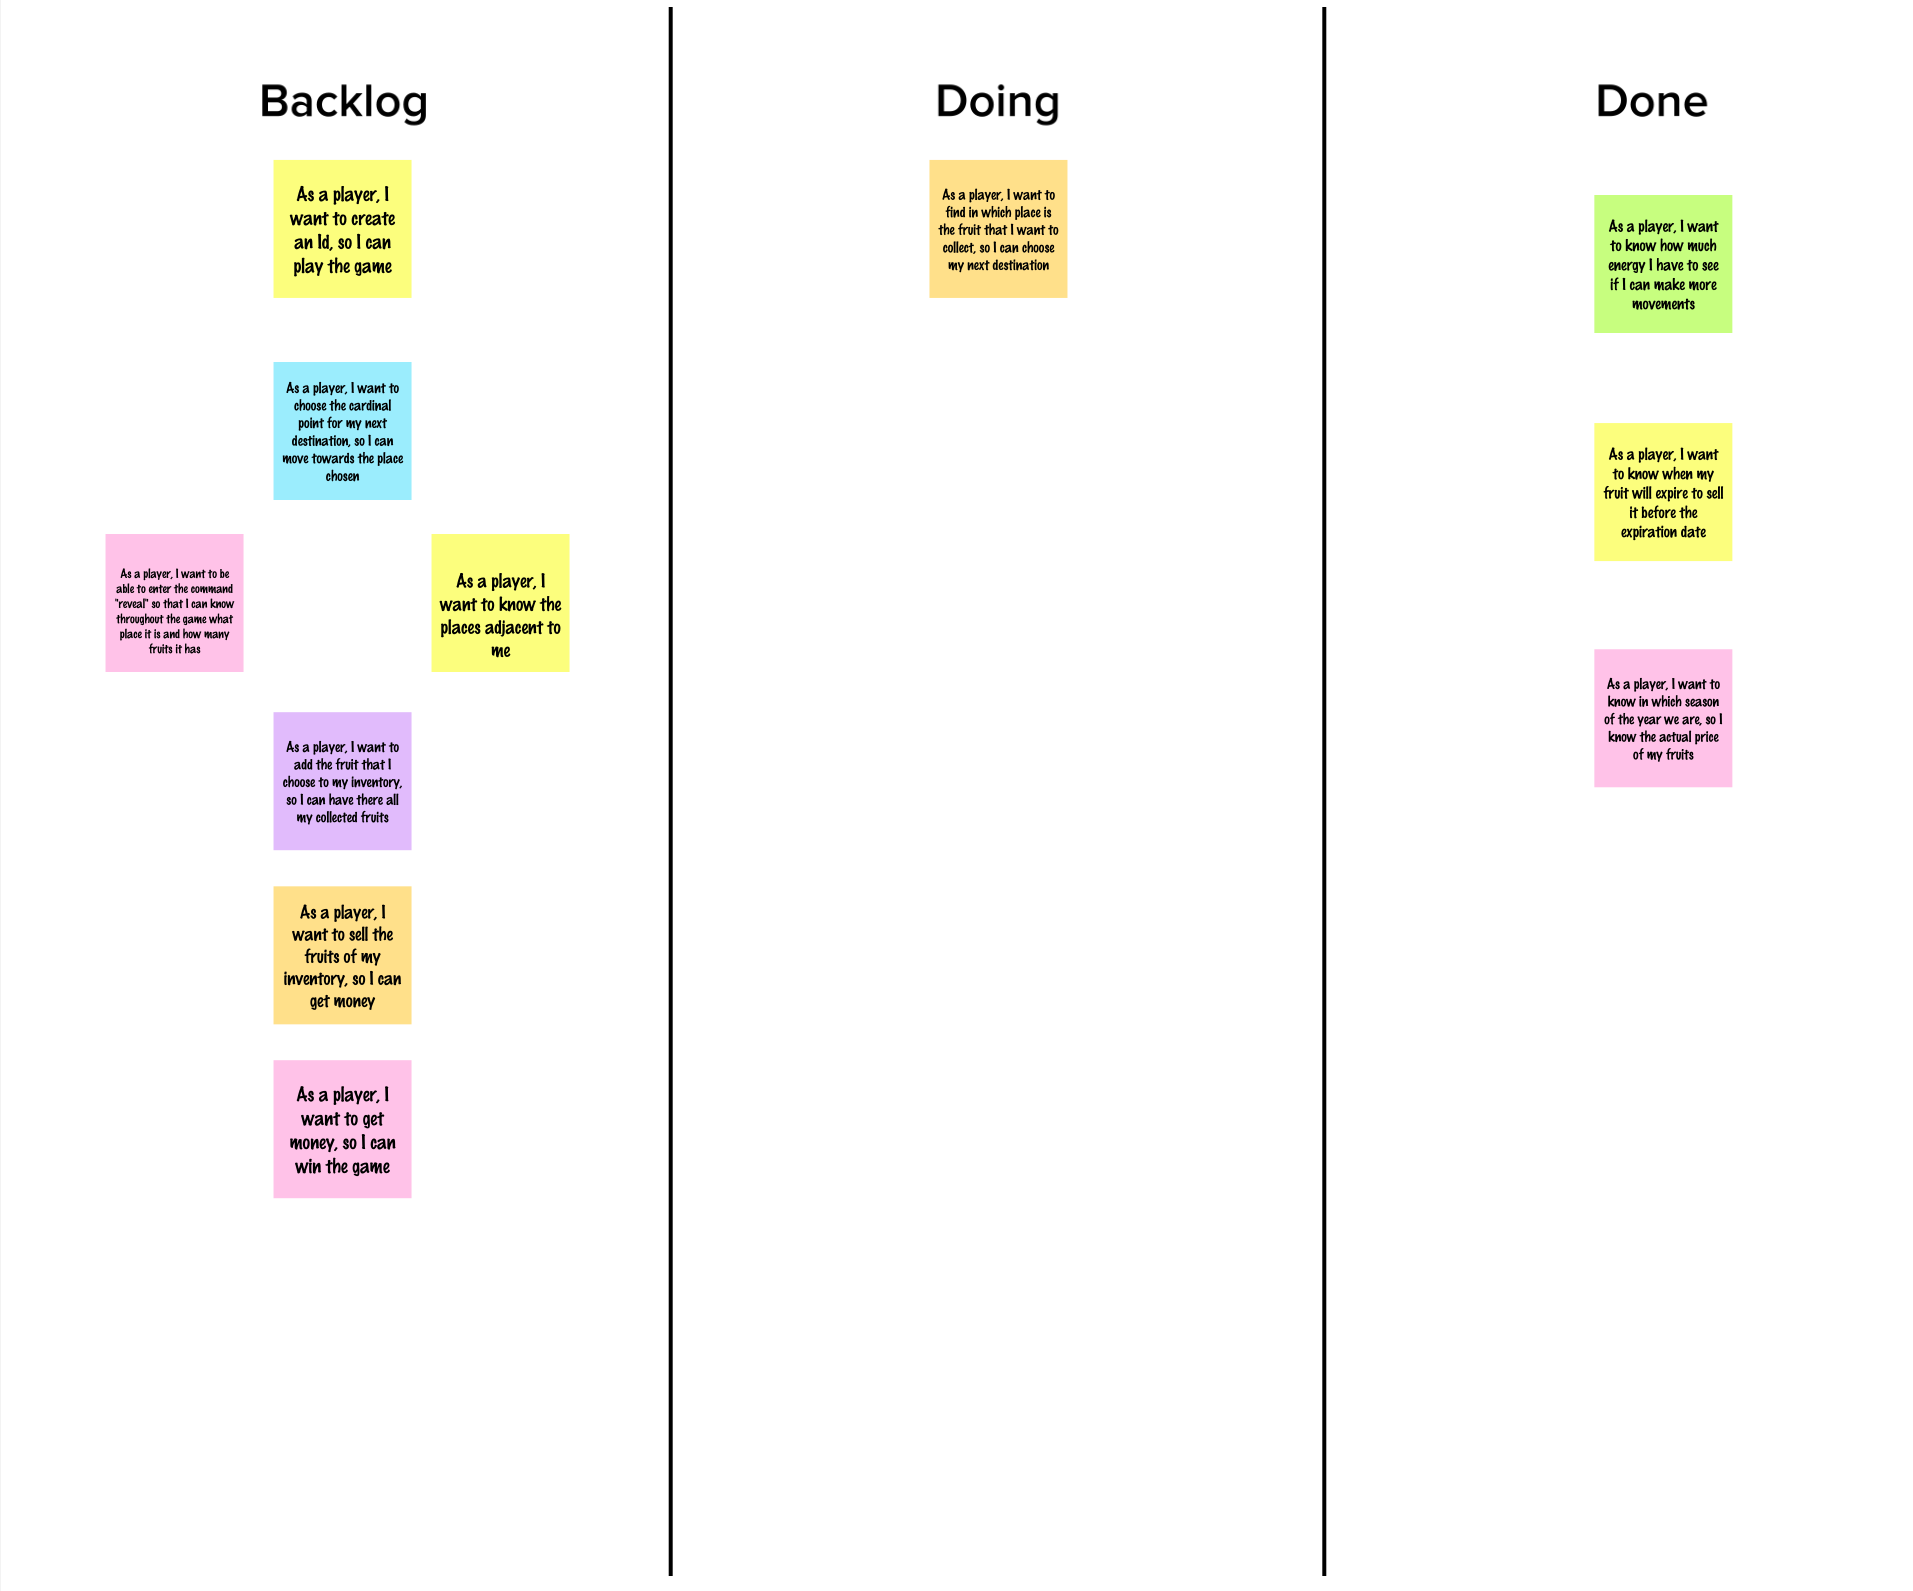 Backlog
As a player, I
want to create
an Id, so I can
play the game
As a player, I want to
choose the cardinal
point for my next
destination, so I can
move towards the place
chosen
As a player, I want to be
able to enter the command
"reveal" so that I can know
throughout the game what
place it is and how many
fruits it has
As a player, I
want to know the
places adjacent to
me
As a player, I want to
add the fruit that I
choose to my inventory,
so I can have there all
my collected fruits
As a player, I
want to sell the
fruits of my
inventory, so I can
get money
As a player, I
want to get
money, so I can
win the game
Doing
As a player, I want to
find in which place is
the fruit that I want to
collect, so I can choose
my next destination
Done
As a player, I want
to know how much
energy I have to see
if I can make more
movements
As a player, I want
to know when my
fruit will expire to sell
it before the
expiration date
As a player, I want to
know in which season
of the year we are, so I
know the actual price
of my fruits